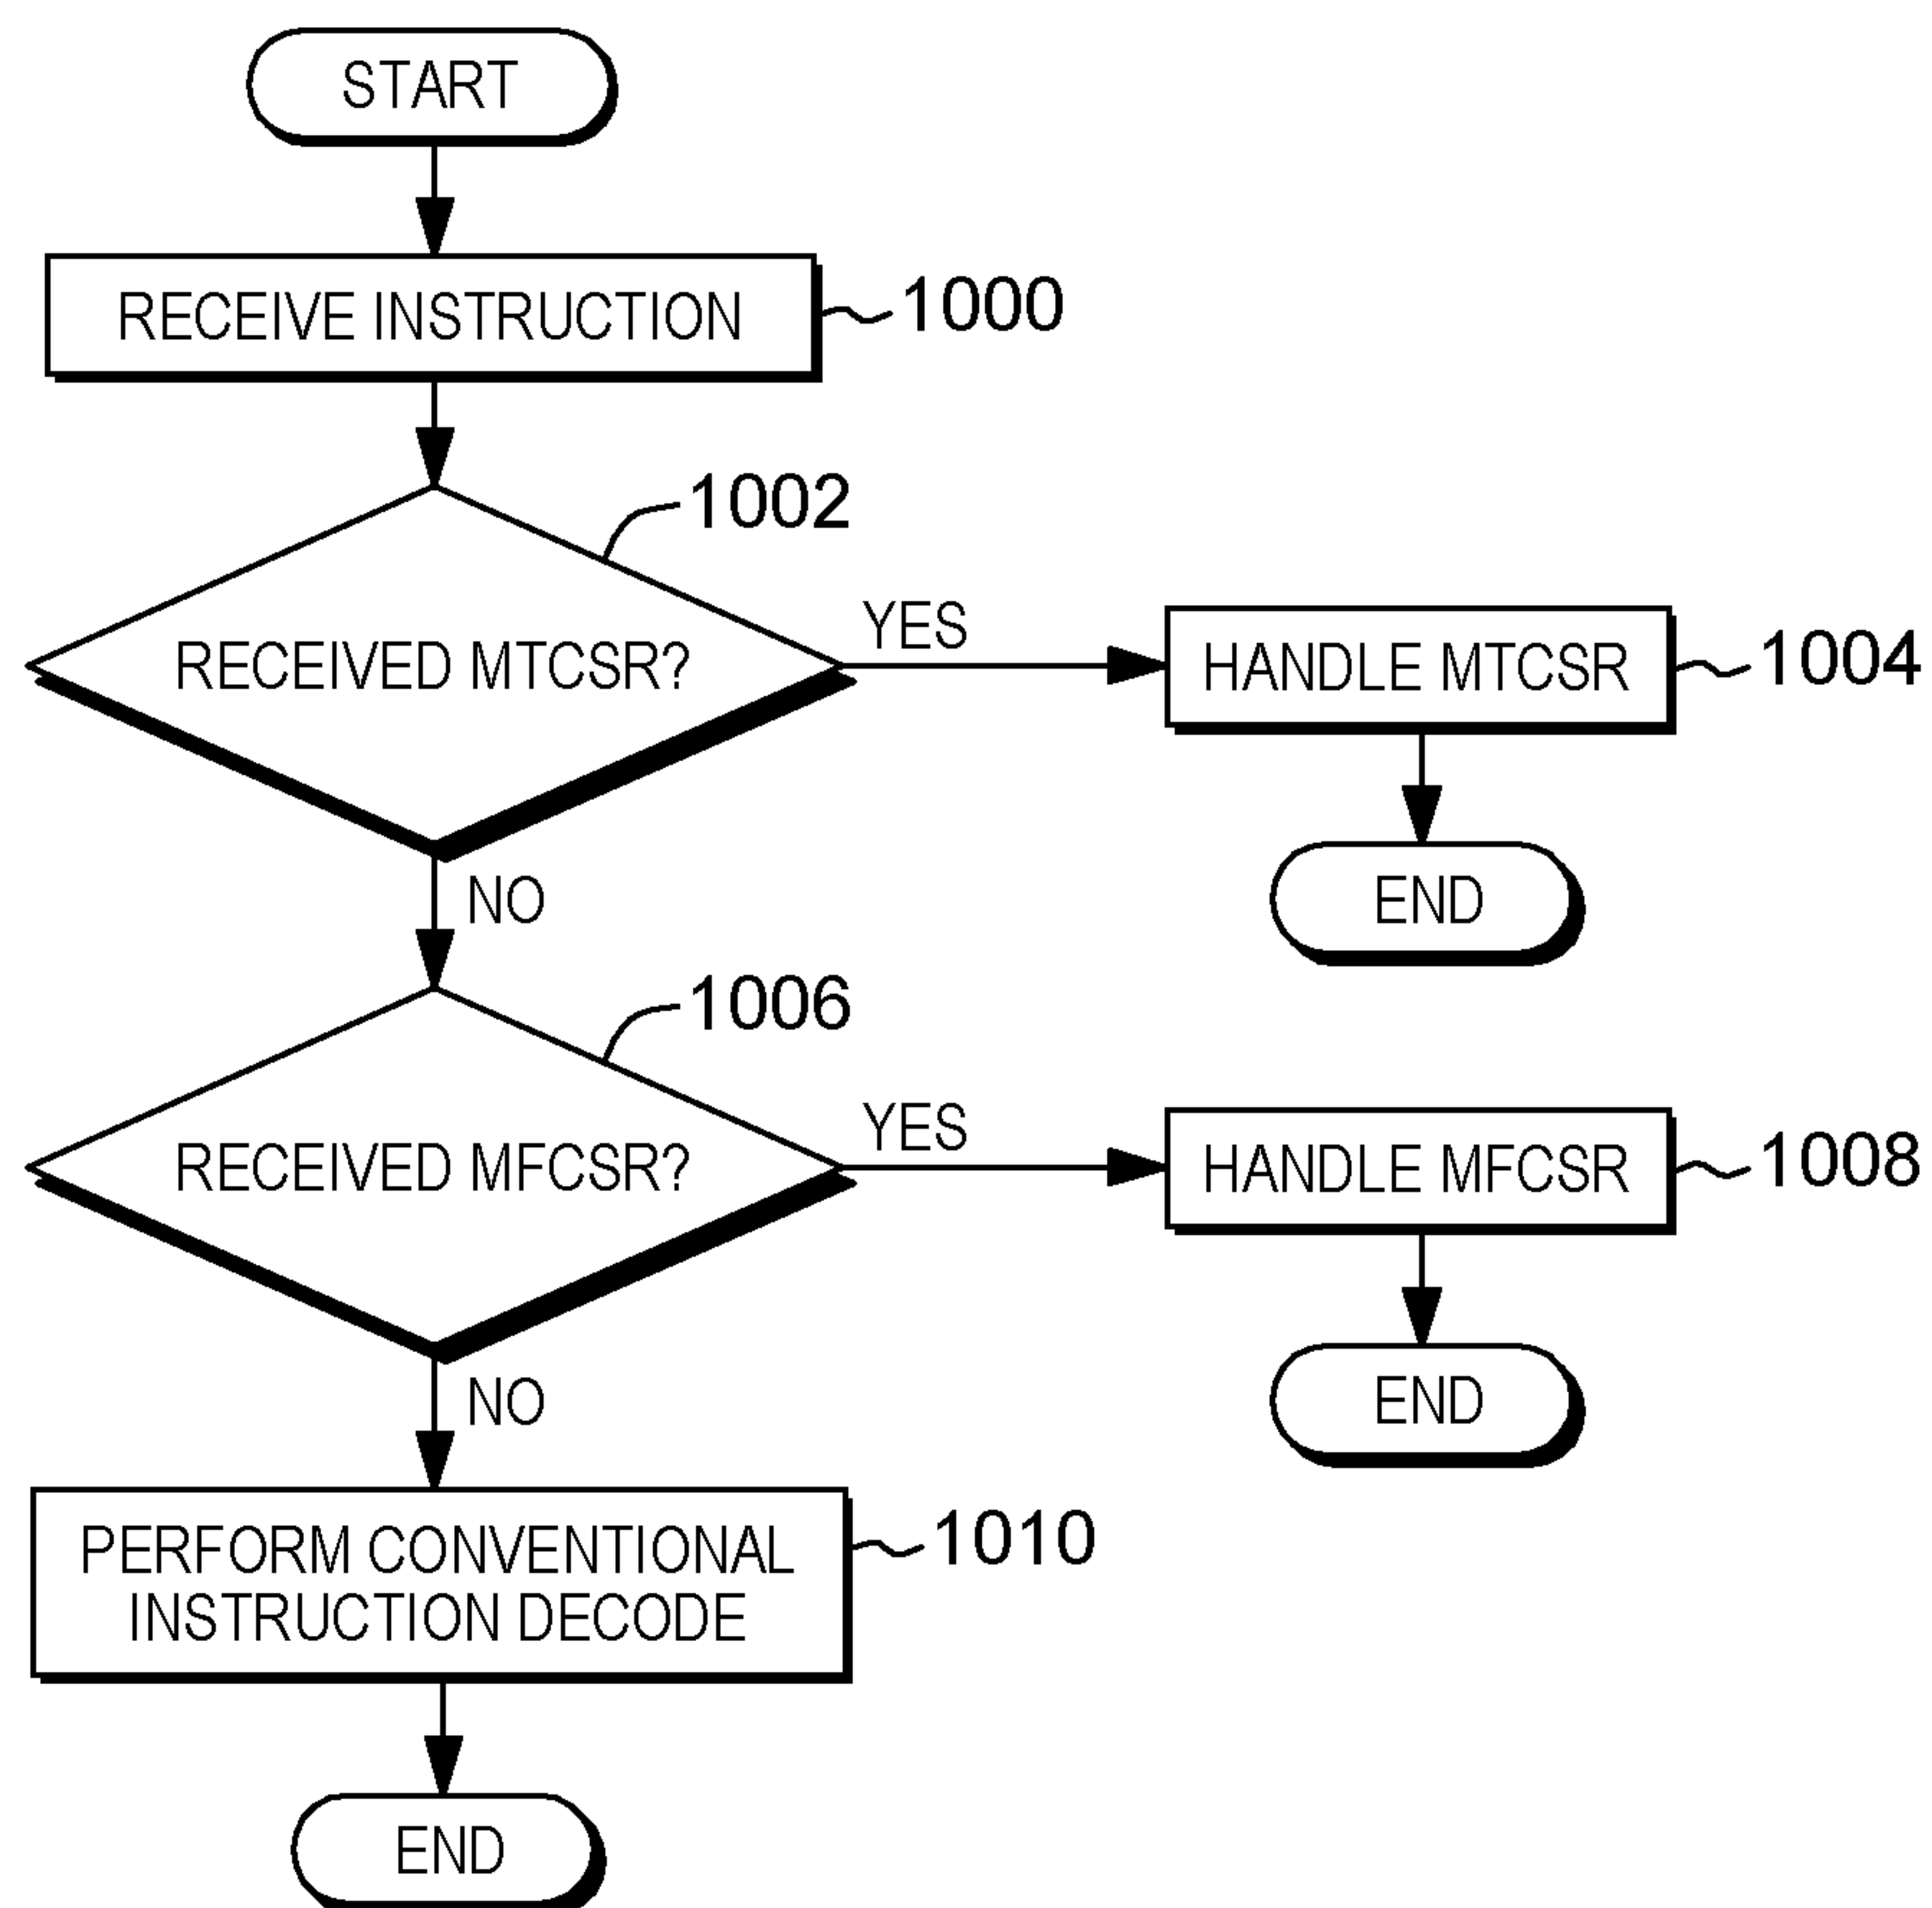 START
RECEIVE INSTRUCTION
1000
1002
RECEIVED MTCSR?
YES
HANDLE MTCSR
1004
END
NO
1006
RECEIVED MFCSR?
YES
HANDLE MFCSR
1008
END
NO
PERFORM CONVENTIONAL
INSTRUCTION DECODE
1010
END